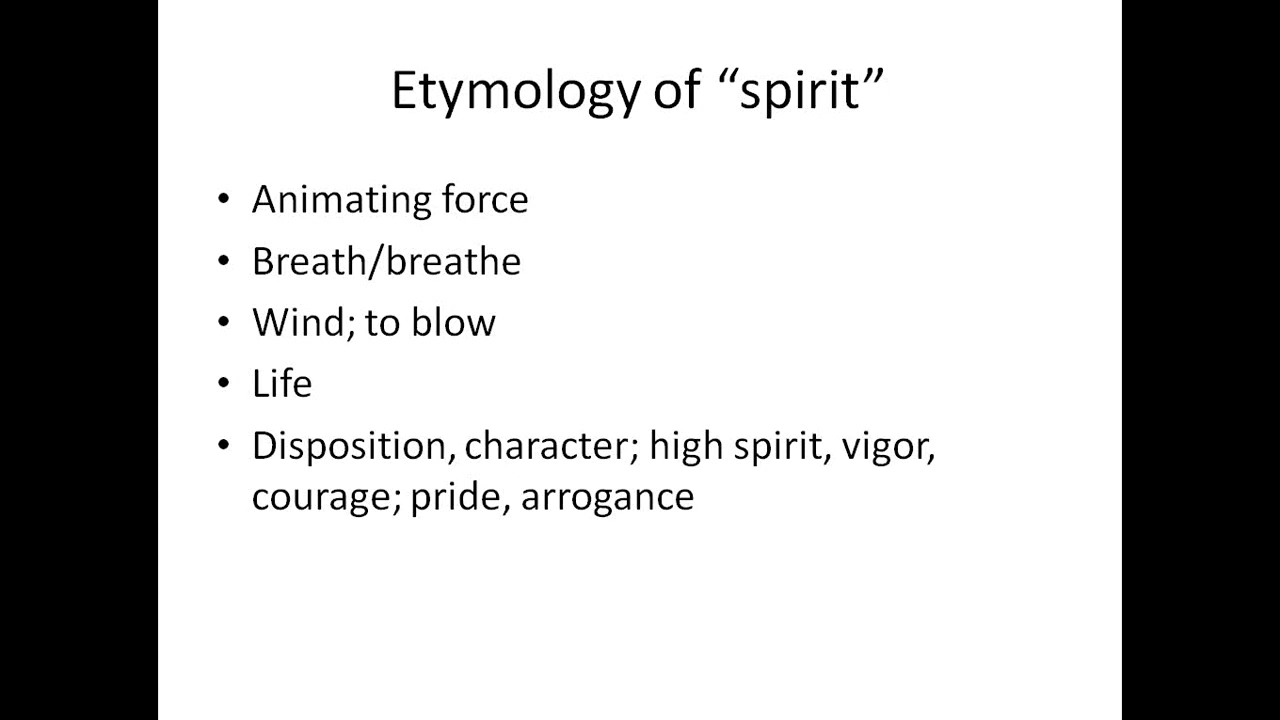 Etymology of “spirit”
• Animating force
• Breath/breathe
• Wind; to blow
• Life
• Disposition, character; high spirit, vigor,
courage; pride, arrogance